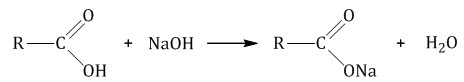 O O
R C + NaOH R C + H₂O
OH ONa